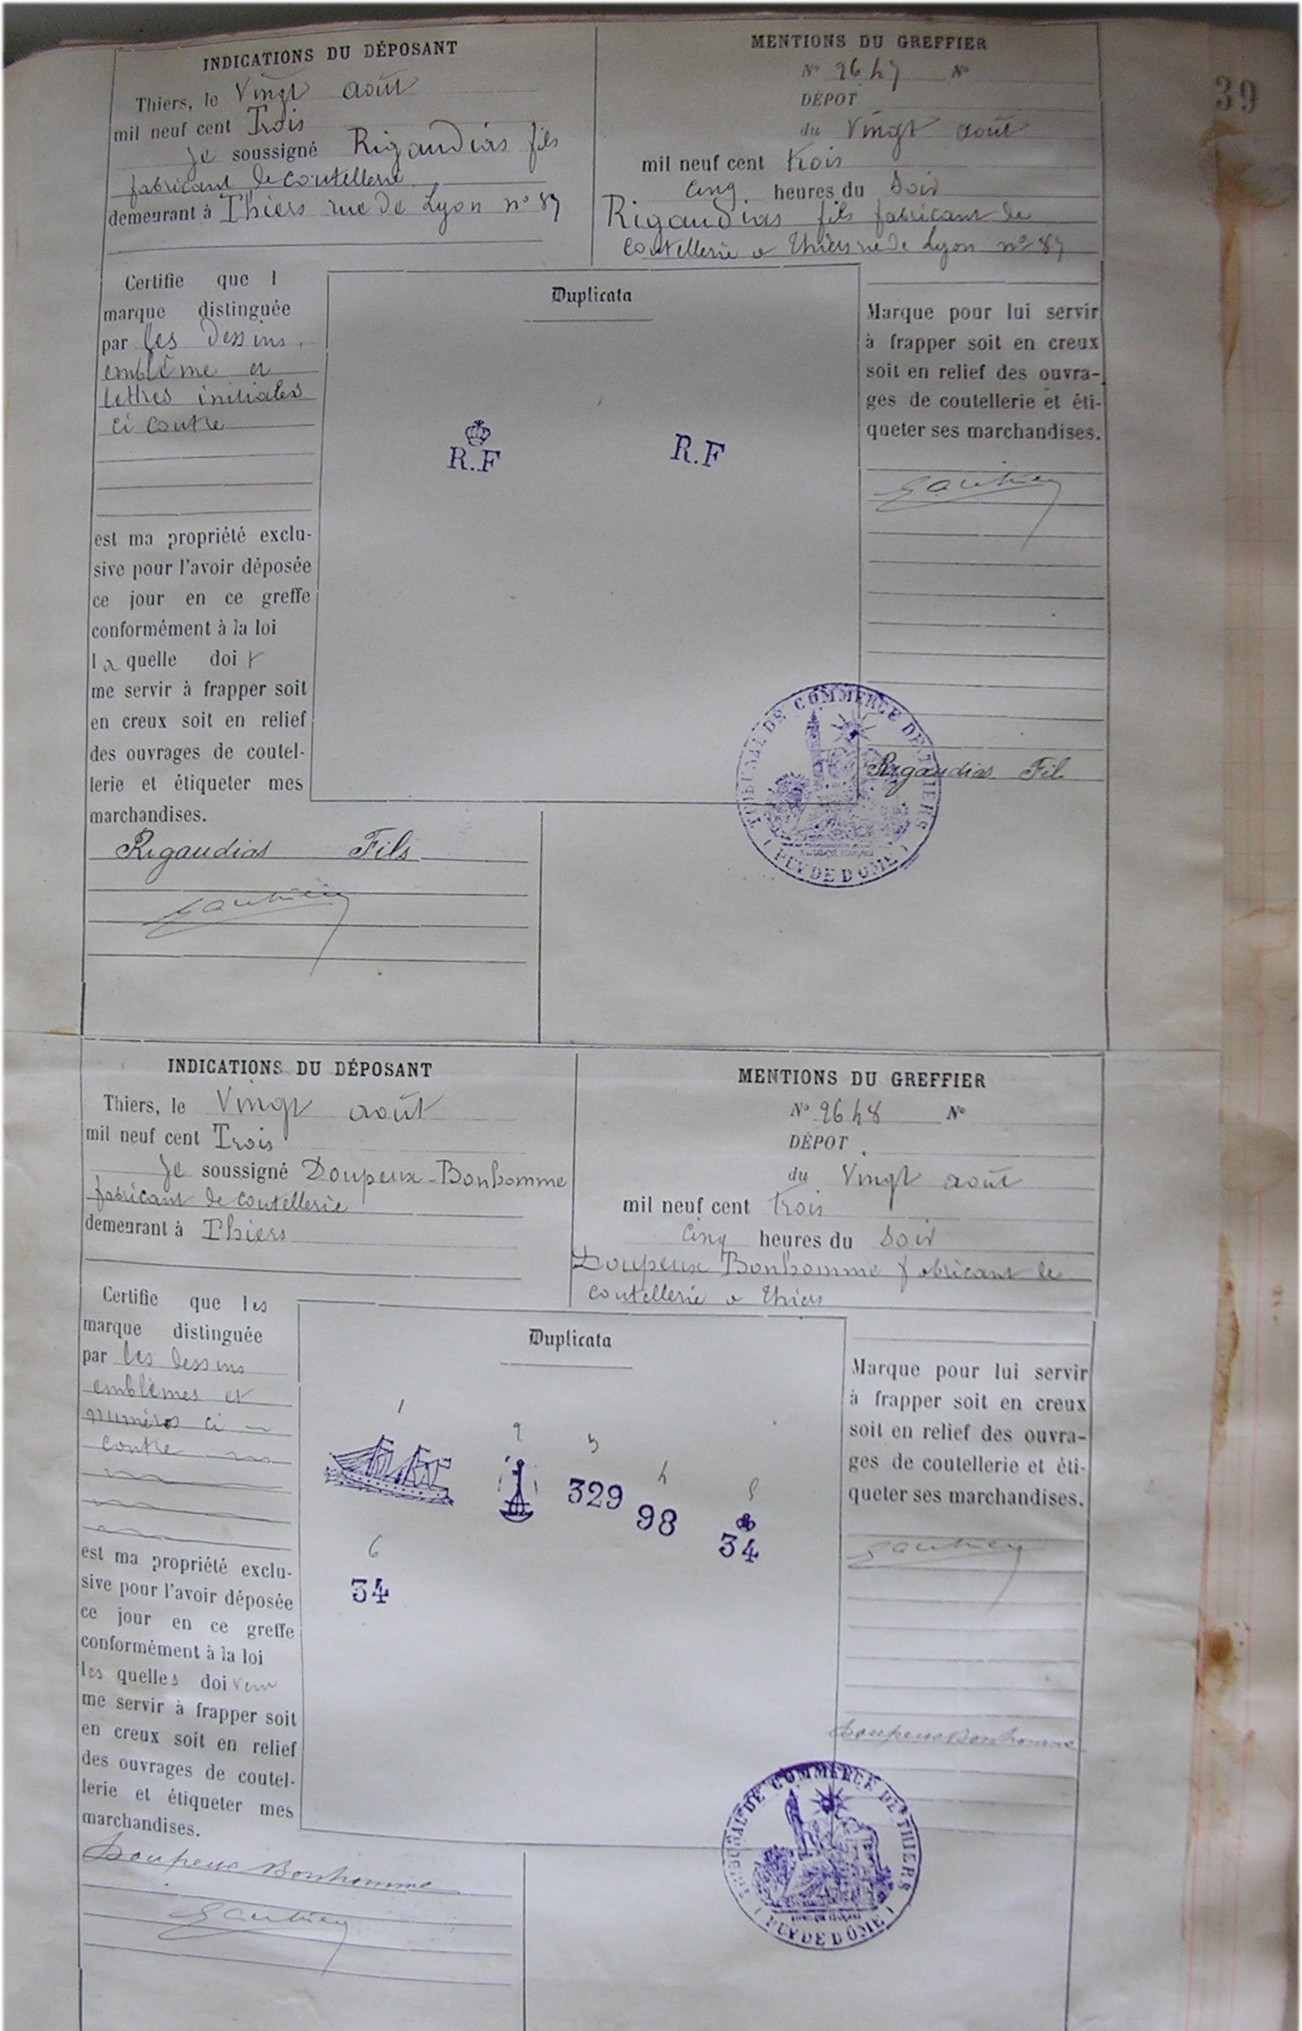 39
INDICATIONS DU DÉPOSANT
Thiers, le Vingt août
mil neuf cent Trois
Je soussigné Rigaudias fils
fabricant de coutellerie
demeurant à Thiers rue de Lyon n° 87
MENTIONS DU GREFFIER
N° 2647 N°
DÉPOT
du Vingt août
mil neuf cent trois
cinq heures du soir
Rigaudias fils fabricant de
coutellerie a thiers rue de Lyon n° 87
Certifie que l
marque distinguée
par les dessins,
emblême et
lettres initiales
ci contre
est ma propriété exclu-
sive pour l'avoir déposée
ce jour en ce greffe
conformément à la loi
la quelle doit
me servir à frapper soit
en creux soit en relief
des ouvrages de coutel-
lerie et étiqueter mes
marchandises.
Rigaudias Fils
Gauthier
Duplicata
R.F
R.F
Marque pour lui servir
à frapper soit en creux
soit en relief des ouvra-
ges de coutellerie et éti-
queter ses marchandises.
Gauthier
Rigaudias Fils
TRIBUNAL DE COMMERCE DE THIERS
( PUY DE DÔME )
INDICATIONS DU DÉPOSANT
Thiers, le Vingt août
mil neuf cent Trois
Je soussigné Doupeux-Bonhomme
fabricant de coutellerie
demeurant à Thiers
MENTIONS DU GREFFIER
N° 2648 N°
DÉPOT
du Vingt août
mil neuf cent trois
cinq heures du soir
Doupeux Bonhomme fabricant de
coutellerie a thiers
Certifie que les
marque distinguée
par les dessins
emblèmes et
numéros ci
contre
est ma propriété exclu-
sive pour l'avoir déposée
ce jour en ce greffe
conformément à la loi
les quelles doivent
me servir à frapper soit
en creux soit en relief
des ouvrages de coutel-
lerie et étiqueter mes
marchandises.
Doupeux Bonhomme
Gauthier
Duplicata
1
2
3
4
5
329
98
34
6
34
Marque pour lui servir
à frapper soit en creux
soit en relief des ouvra-
ges de coutellerie et éti-
queter ses marchandises.
Gauthier
Doupeux Bonhomme
TRIBUNAL DE COMMERCE DE THIERS
( PUY DE DÔME )